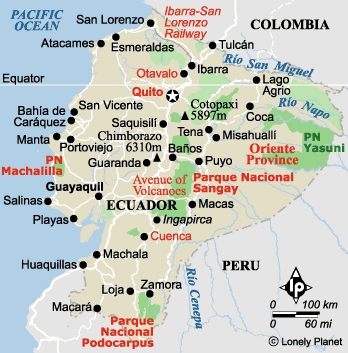 PACIFIC
OCEAN
San Lorenzo
Ibarra-San
Lorenzo
Railway
COLOMBIA
Atacames
Esmeraldas
Tulcán
Río San Miguel
Otavalo
Ibarra
Equator
Quito
Lago
Agrio
Río Napo
San Vicente
Cotopaxi
5897m
Coca
Bahía de
Caráquez
Saquisilí
Chimborazo
6310m
Tena
Misahuallí
PN
Yasuni
Manta
Portoviejo
Baños
Oriente
Province
PN
Machalilla
Guaranda
Puyo
Avenue of
Volcanoes
Parque Nacional
Sangay
Guayaquil
Salinas
ECUADOR
Macas
Playas
Ingapirca
Cuenca
Machala
Huaquillas
Río Cenepa
PERU
Loja
Zamora
Macará
Parque
Nacional
Podocarpus
lp
0 100 km
0 60 mi
© Lonely Planet